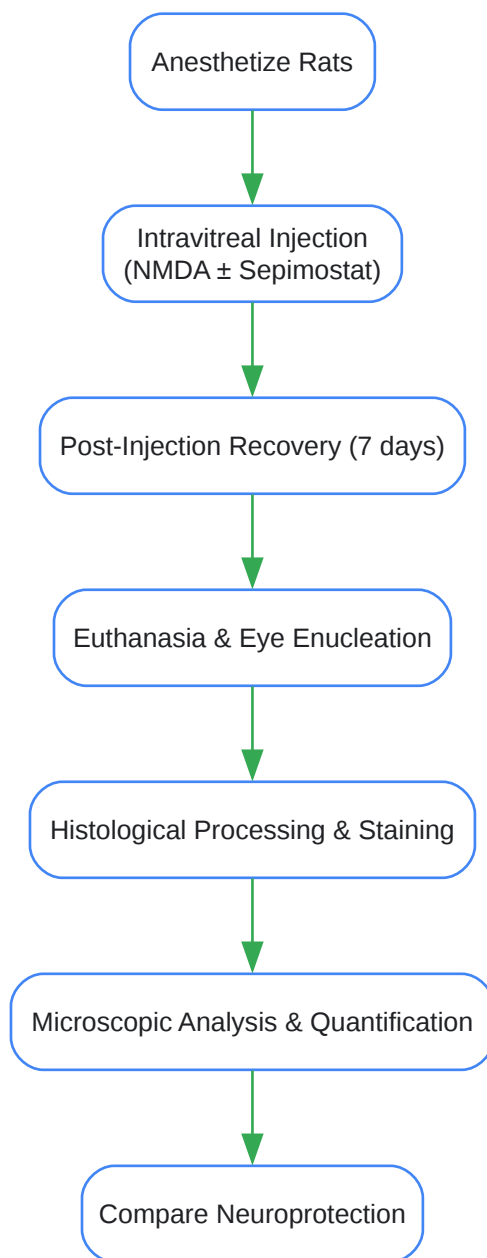 Anesthetize Rats
Intravitreal Injection
(NMDA ± Sepimostat)
Post-Injection Recovery (7 days)
Euthanasia & Eye Enucleation
Histological Processing & Staining
Microscopic Analysis & Quantification
Compare Neuroprotection